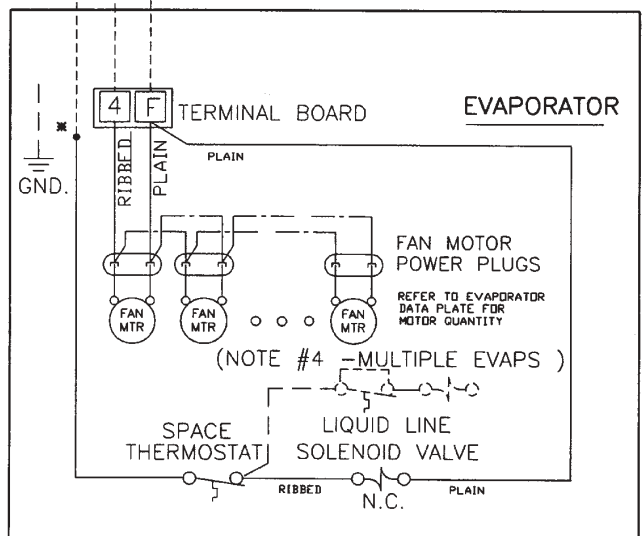 4 F
TERMINAL BOARD
EVAPORATOR
*
GND.
RIBBED
PLAIN
PLAIN
FAN MOTOR
POWER PLUGS
REFER TO EVAPORATOR
DATA PLATE FOR
MOTOR QUANTITY
FAN
MTR
FAN
MTR
FAN
MTR
(NOTE #4 -MULTIPLE EVAPS )
LIQUID LINE
SOLENOID VALVE
SPACE
THERMOSTAT
RIBBED
N.C.
PLAIN